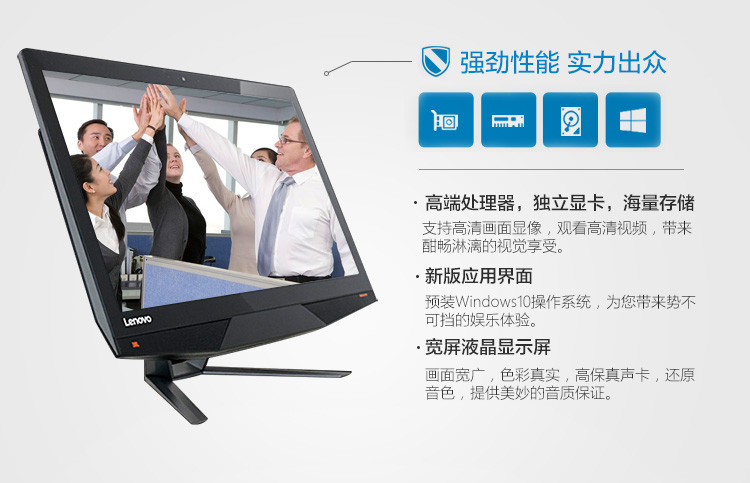 强劲性能 实力出众
· 高端处理器，独立显卡，海量存储
支持高清画面显像，观看高清视频，带来
酣畅淋漓的视觉享受。
· 新版应用界面
预装Windows10操作系统，为您带来势不
可挡的娱乐体验。
· 宽屏液晶显示屏
画面宽广，色彩真实，高保真声卡，还原
音色，提供美妙的音质保证。
Lenovo